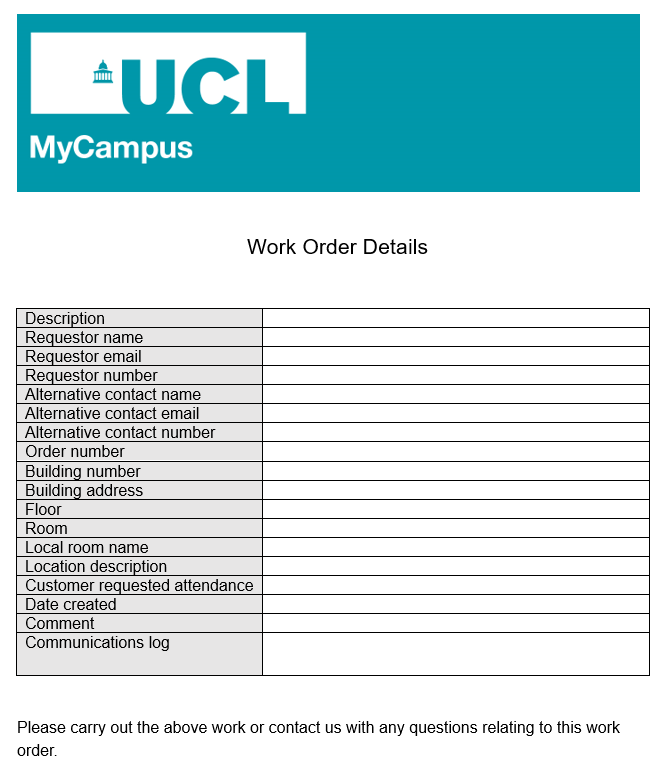 UCL
MyCampus
Work Order Details
Description
Requestor name
Requestor email
Requestor number
Alternative contact name
Alternative contact email
Alternative contact number
Order number
Building number
Building address
Floor
Room
Local room name
Location description
Customer requested attendance
Date created
Comment
Communications log
Please carry out the above work or contact us with any questions relating to this work
order.